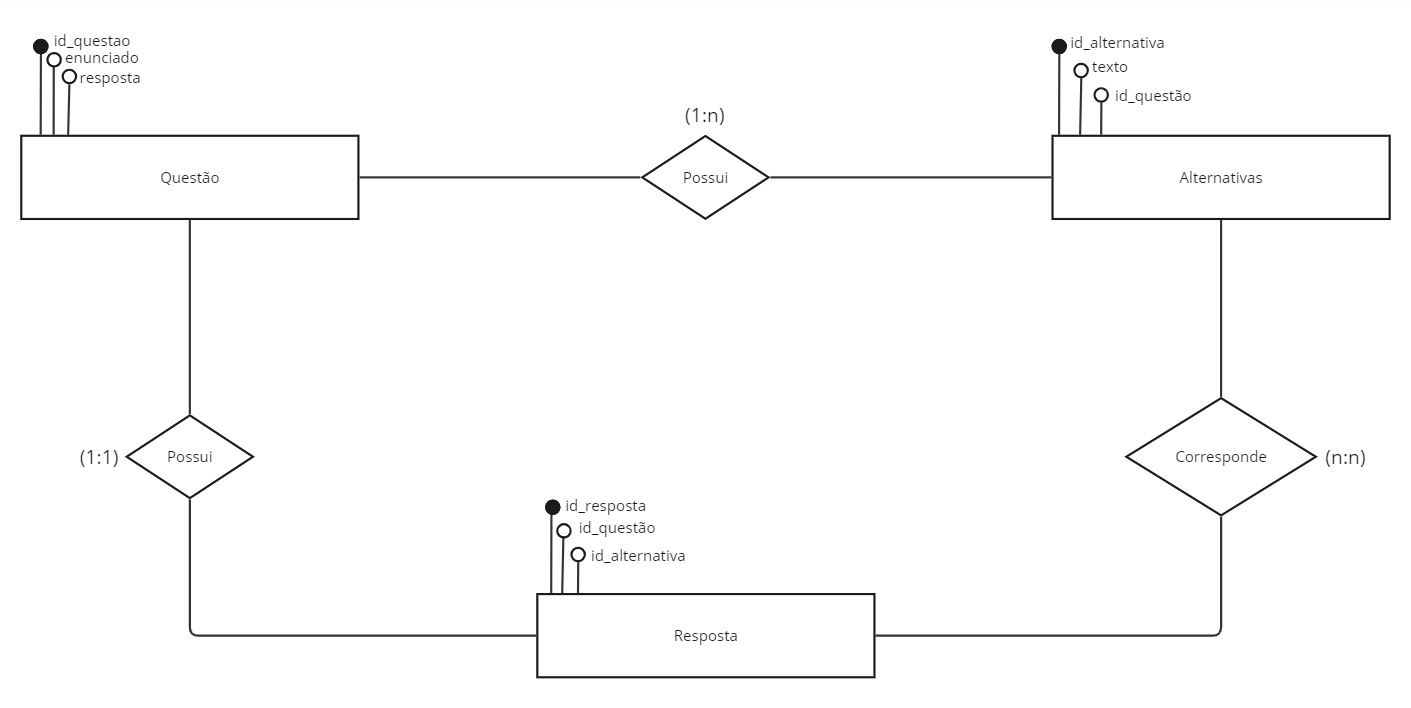 id_questao
enunciado
resposta
id_alternativa
texto
id_questão
(1:n)
Questão
Possui
Alternativas
(1:1)
Possui
Corresponde
(n:n)
id_resposta
id_questão
id_alternativa
Resposta